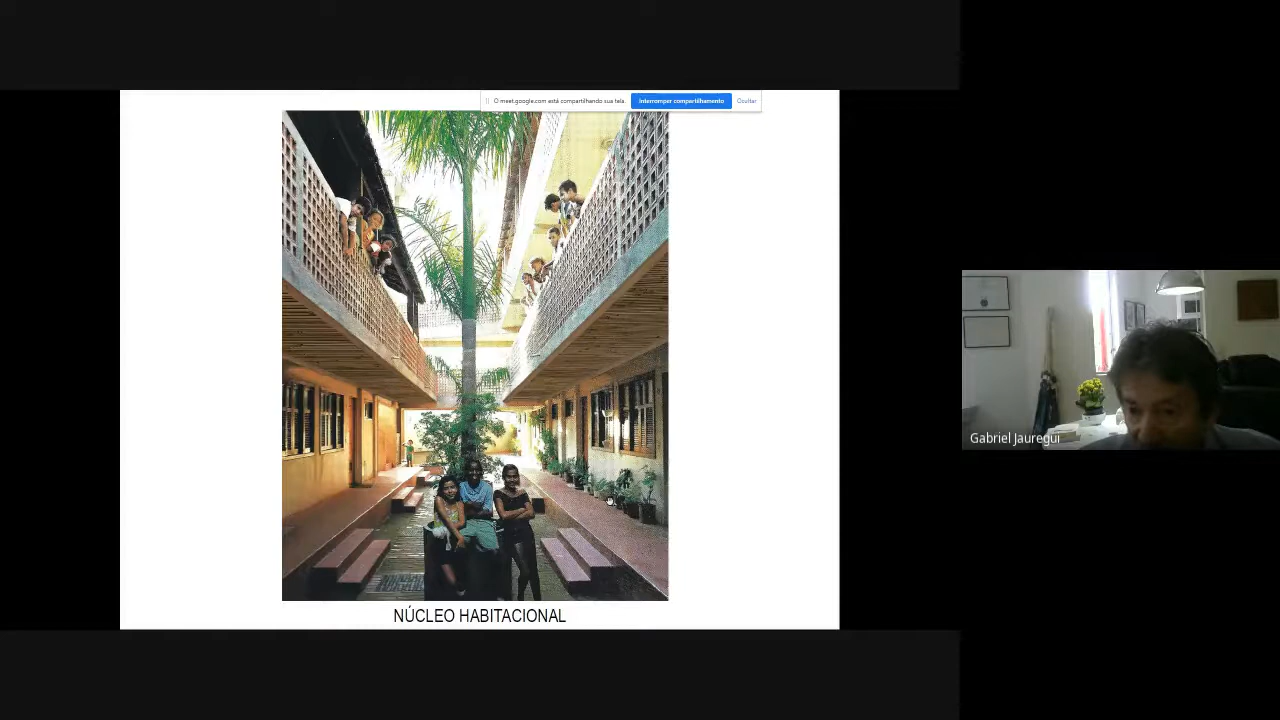 O meet.google.com está compartilhando sua tela. Interromper compartilhamento Ocultar
NÚCLEO HABITACIONAL
Gabriel Jauregui